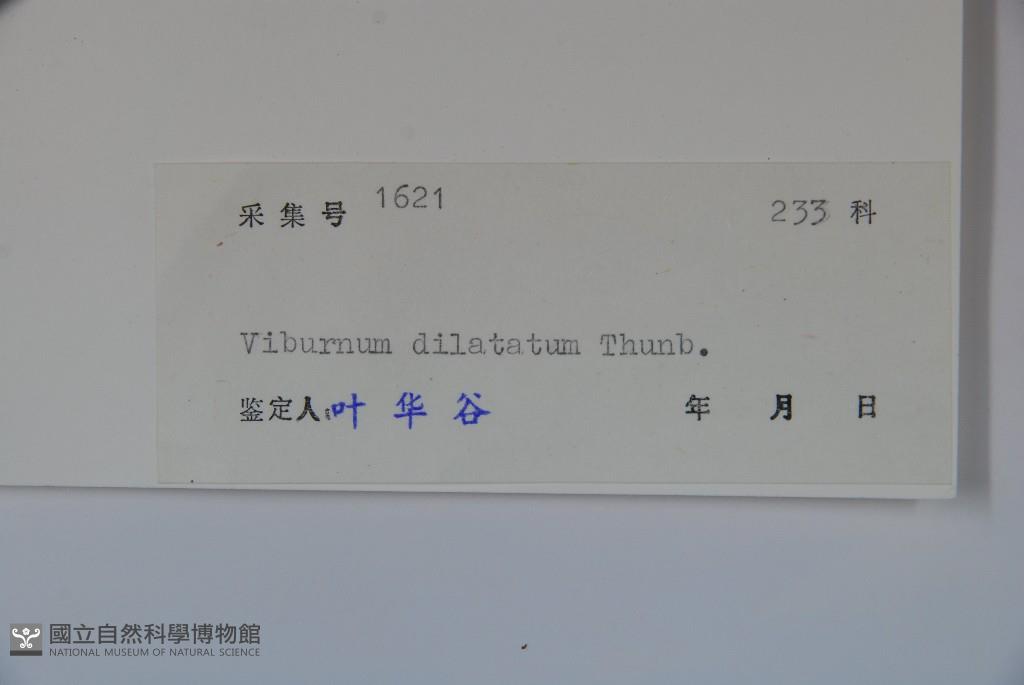 采集号 1621 233 科
Viburnum dilatatum Thunb.
鉴定人: 叶华谷 年 月 日
國立自然科學博物館
NATIONAL MUSEUM OF NATURAL SCIENCE